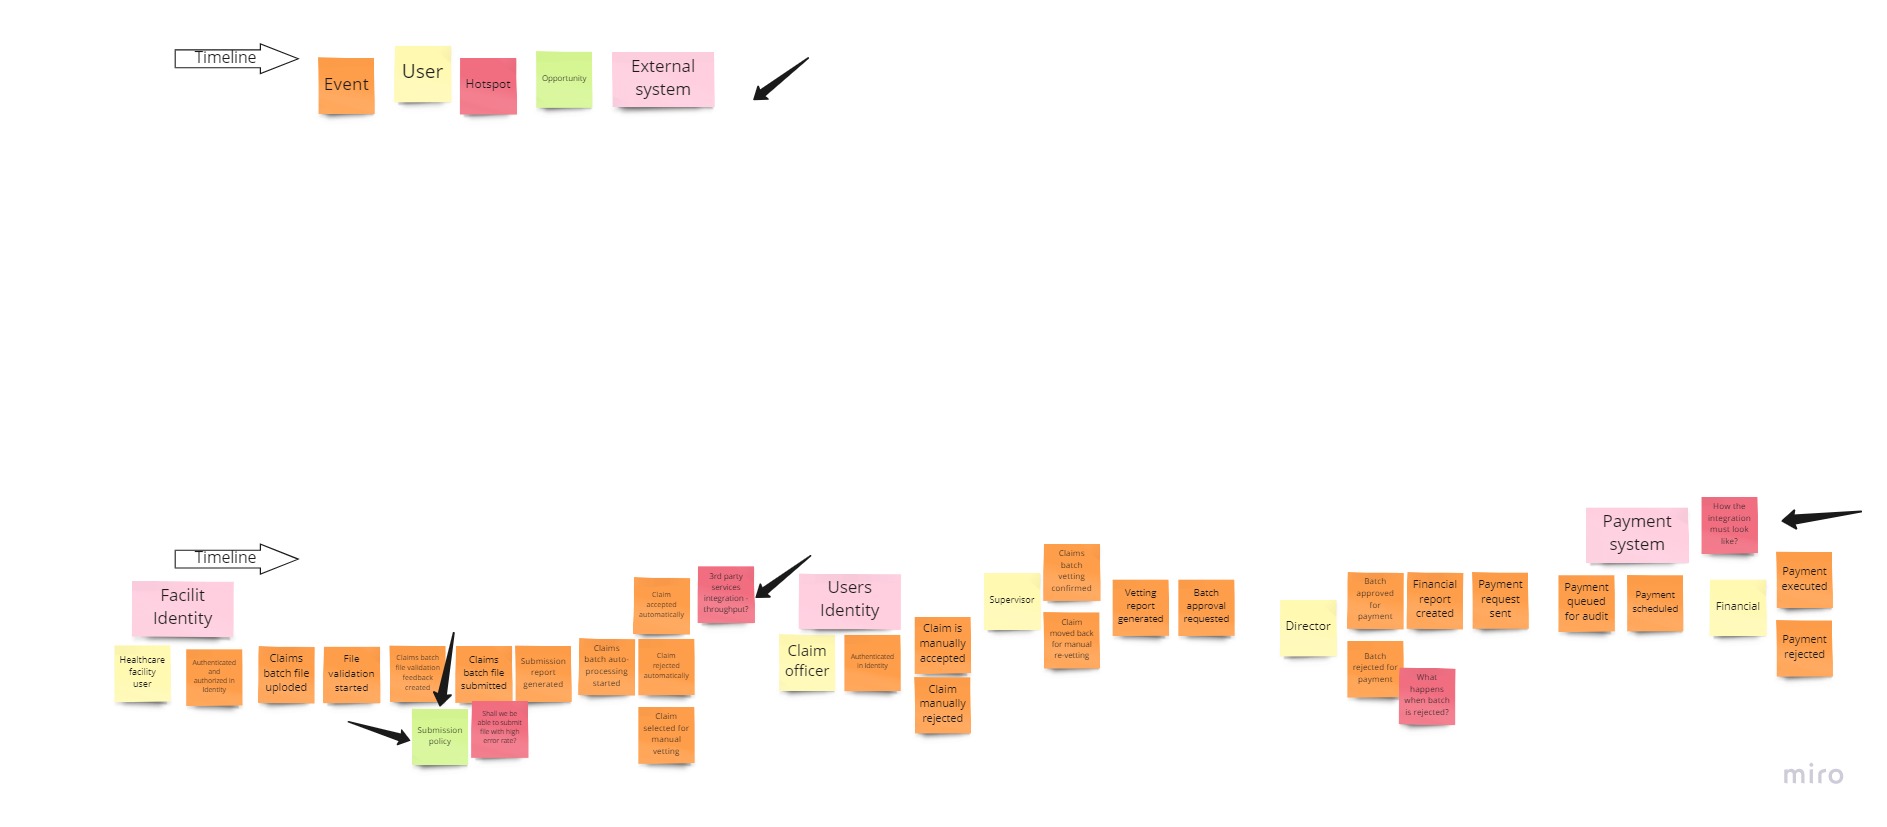 Timeline
Event
User
Hotspot
Opportunity
External
system
Timeline
Facilit
Identity
Healthcare
facility
user
Authenticated
and
authorized in
Identity
Claims
batch file
uploded
File
validation
started
Claims batch
file validation
feedback
created
Submission
policy
Claims
batch file
submitted
Shall we be
able to submit
file with high
error rate?
Submission
report
generated
Claims
batch auto-
processing
started
Claim
accepted
automatically
Claim
rejected
automatically
Claim
selected for
manual
vetting
3rd party
services
integration -
throughput?
Users
Identity
Claim
officer
Authenticated
in Identity
Claim is
manually
accepted
Claim
manually
rejected
Supervisor
Claims
batch
vetting
confirmed
Claim
moved back
for manual
re-vetting
Vetting
report
generated
Batch
approval
requested
Director
Batch
approved
for
payment
Batch
rejected for
payment
What
happens
when batch
is rejected?
Financial
report
created
Payment
request
sent
Payment
system
How the
integration
must look
like?
Payment
queued
for audit
Payment
scheduled
Financial
Payment
executed
Payment
rejected
miro